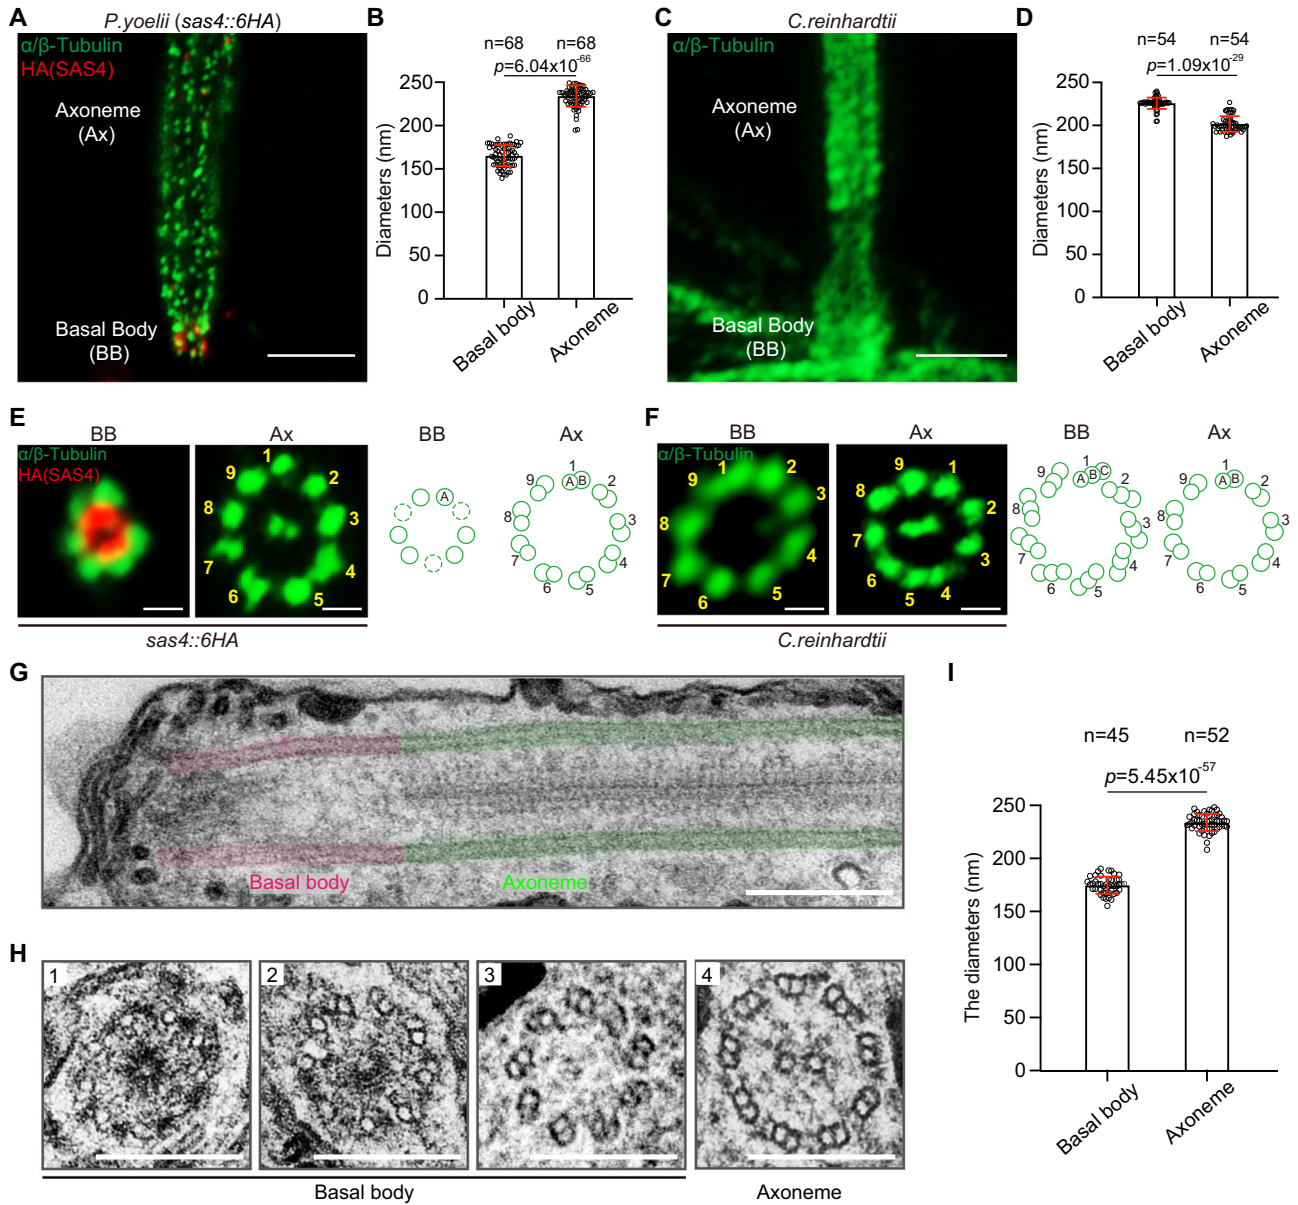 A
P.yoelii (sas4::6HA)
α/β-Tubulin
HA(SAS4)
Axoneme
(Ax)
Basal Body
(BB)
B
n=68 n=68
p=6.04x10-66
Diameters (nm)
250
200
150
100
50
0
Basal body
Axoneme
C
C.reinhardtii
α/β-Tubulin
Axoneme
(Ax)
Basal Body
(BB)
D
n=54 n=54
p=1.09x10-29
Diameters (nm)
250
200
150
100
50
0
Basal body
Axoneme
E
BB
α/β-Tubulin
HA(SAS4)
Ax
1
2
3
4
5
6
7
8
9
sas4::6HA
BB
A
Ax
1
A B
2
3
4
5
6
7
8
9
F
BB
α/β-Tubulin
1
2
3
4
5
6
7
8
9
Ax
1
2
3
4
5
6
7
8
9
C.reinhardtii
BB
1
A B C
2
3
4
5
6
7
8
9
Ax
1
A B
2
3
4
5
6
7
8
9
G
Basal body
Axoneme
H
1
2
3
4
Basal body
Axoneme
I
n=45 n=52
p=5.45x10-57
The diameters (nm)
250
200
150
100
50
0
Basal body
Axoneme